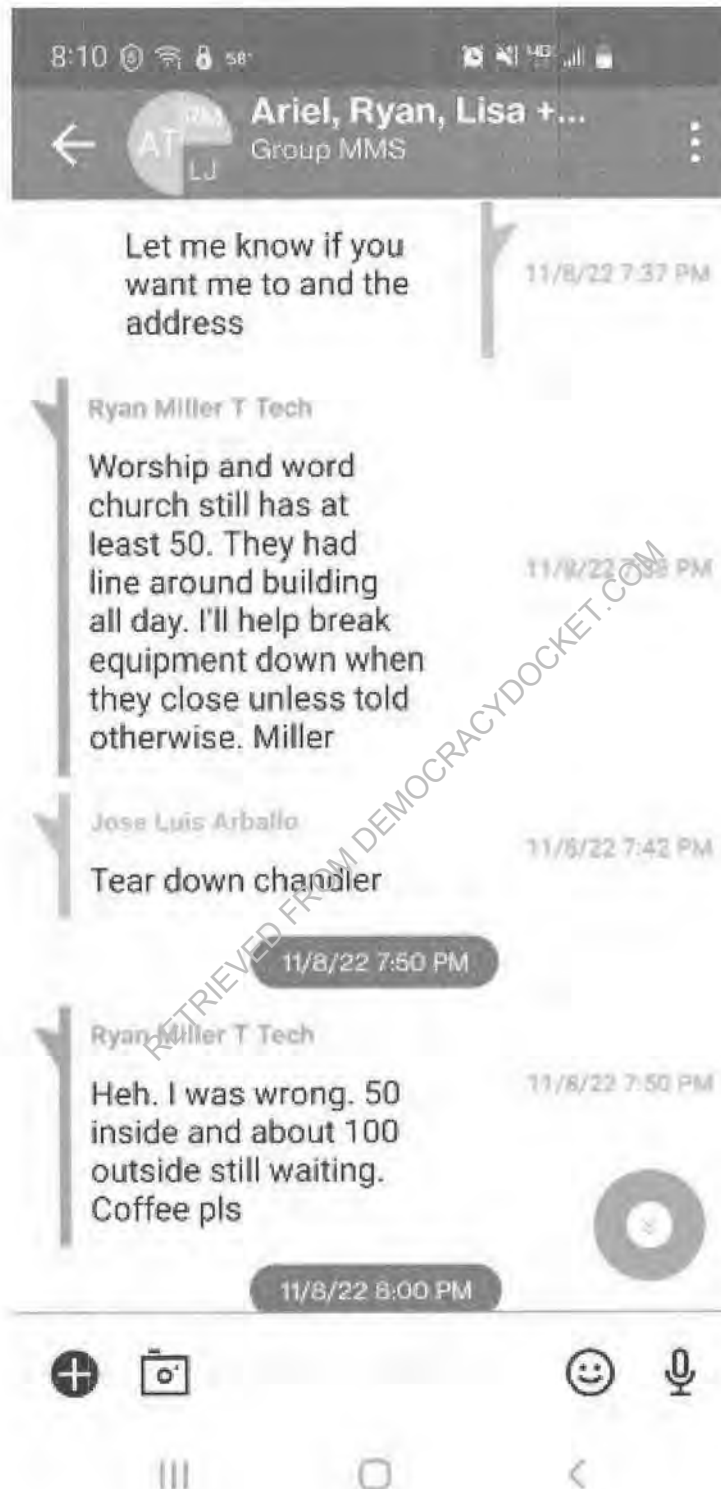 8:10 58°
Ariel, Ryan, Lisa +...
AT RM LJ
Group MMS
Let me know if you
want me to and the
address
11/8/22 7:37 PM
Ryan Miller T Tech
Worship and word
church still has at
least 50. They had
line around building
all day. I'll help break
equipment down when
they close unless told
otherwise. Miller
11/8/22 PM
Jose Luis Arballo
Tear down chandler
11/8/22 7:42 PM
11/8/22 7:50 PM
Ryan Miller T Tech
Heh. I was wrong. 50
inside and about 100
outside still waiting.
Coffee pls
11/8/22 7:50 PM
11/8/22 8:00 PM
RETRIEVED FROM DEMOCRACYDOCKET.COM